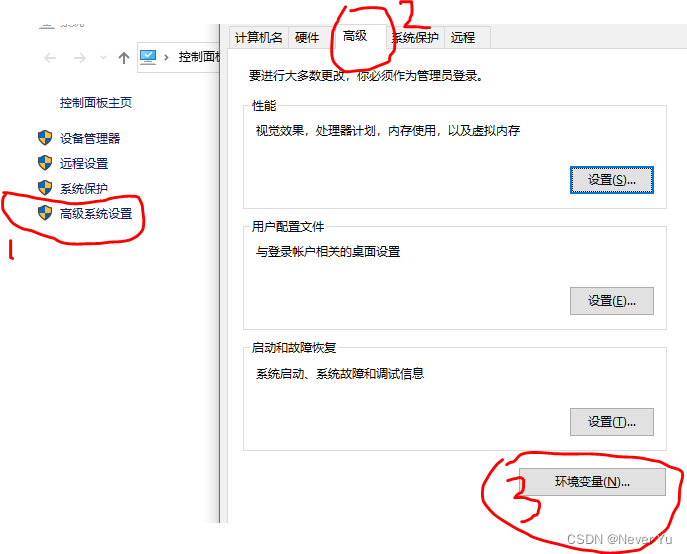 系统
控制面板
控制面板主页
设备管理器
远程设置
系统保护
高级系统设置
1
2
计算机名 硬件 高级 系统保护 远程
要进行大多数更改，你必须作为管理员登录。
性能
视觉效果，处理器计划，内存使用，以及虚拟内存
设置(S)...
用户配置文件
与登录帐户相关的桌面设置
设置(E)...
启动和故障恢复
系统启动、系统故障和调试信息
设置(T)...
3
环境变量(N)...
CSDN @Never Yu